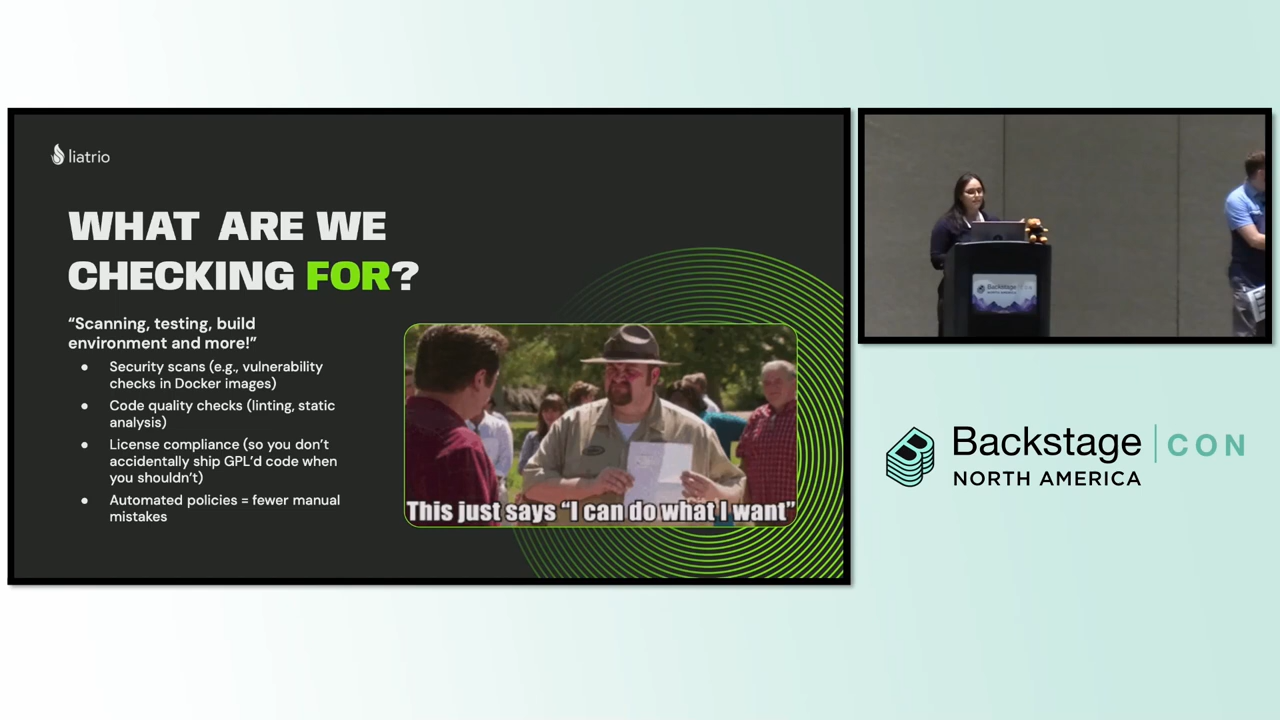 liatrio
WHAT ARE WE
CHECKING FOR?
“Scanning, testing, build
environment and more!”
● Security scans (e.g., vulnerability
checks in Docker images)
● Code quality checks (linting, static
analysis)
● License compliance (so you don’t
accidentally ship GPL’d code when
you shouldn’t)
● Automated policies = fewer manual
mistakes
This just says “I can do what I want”
Backstage
Backstage CON
NORTH AMERICA